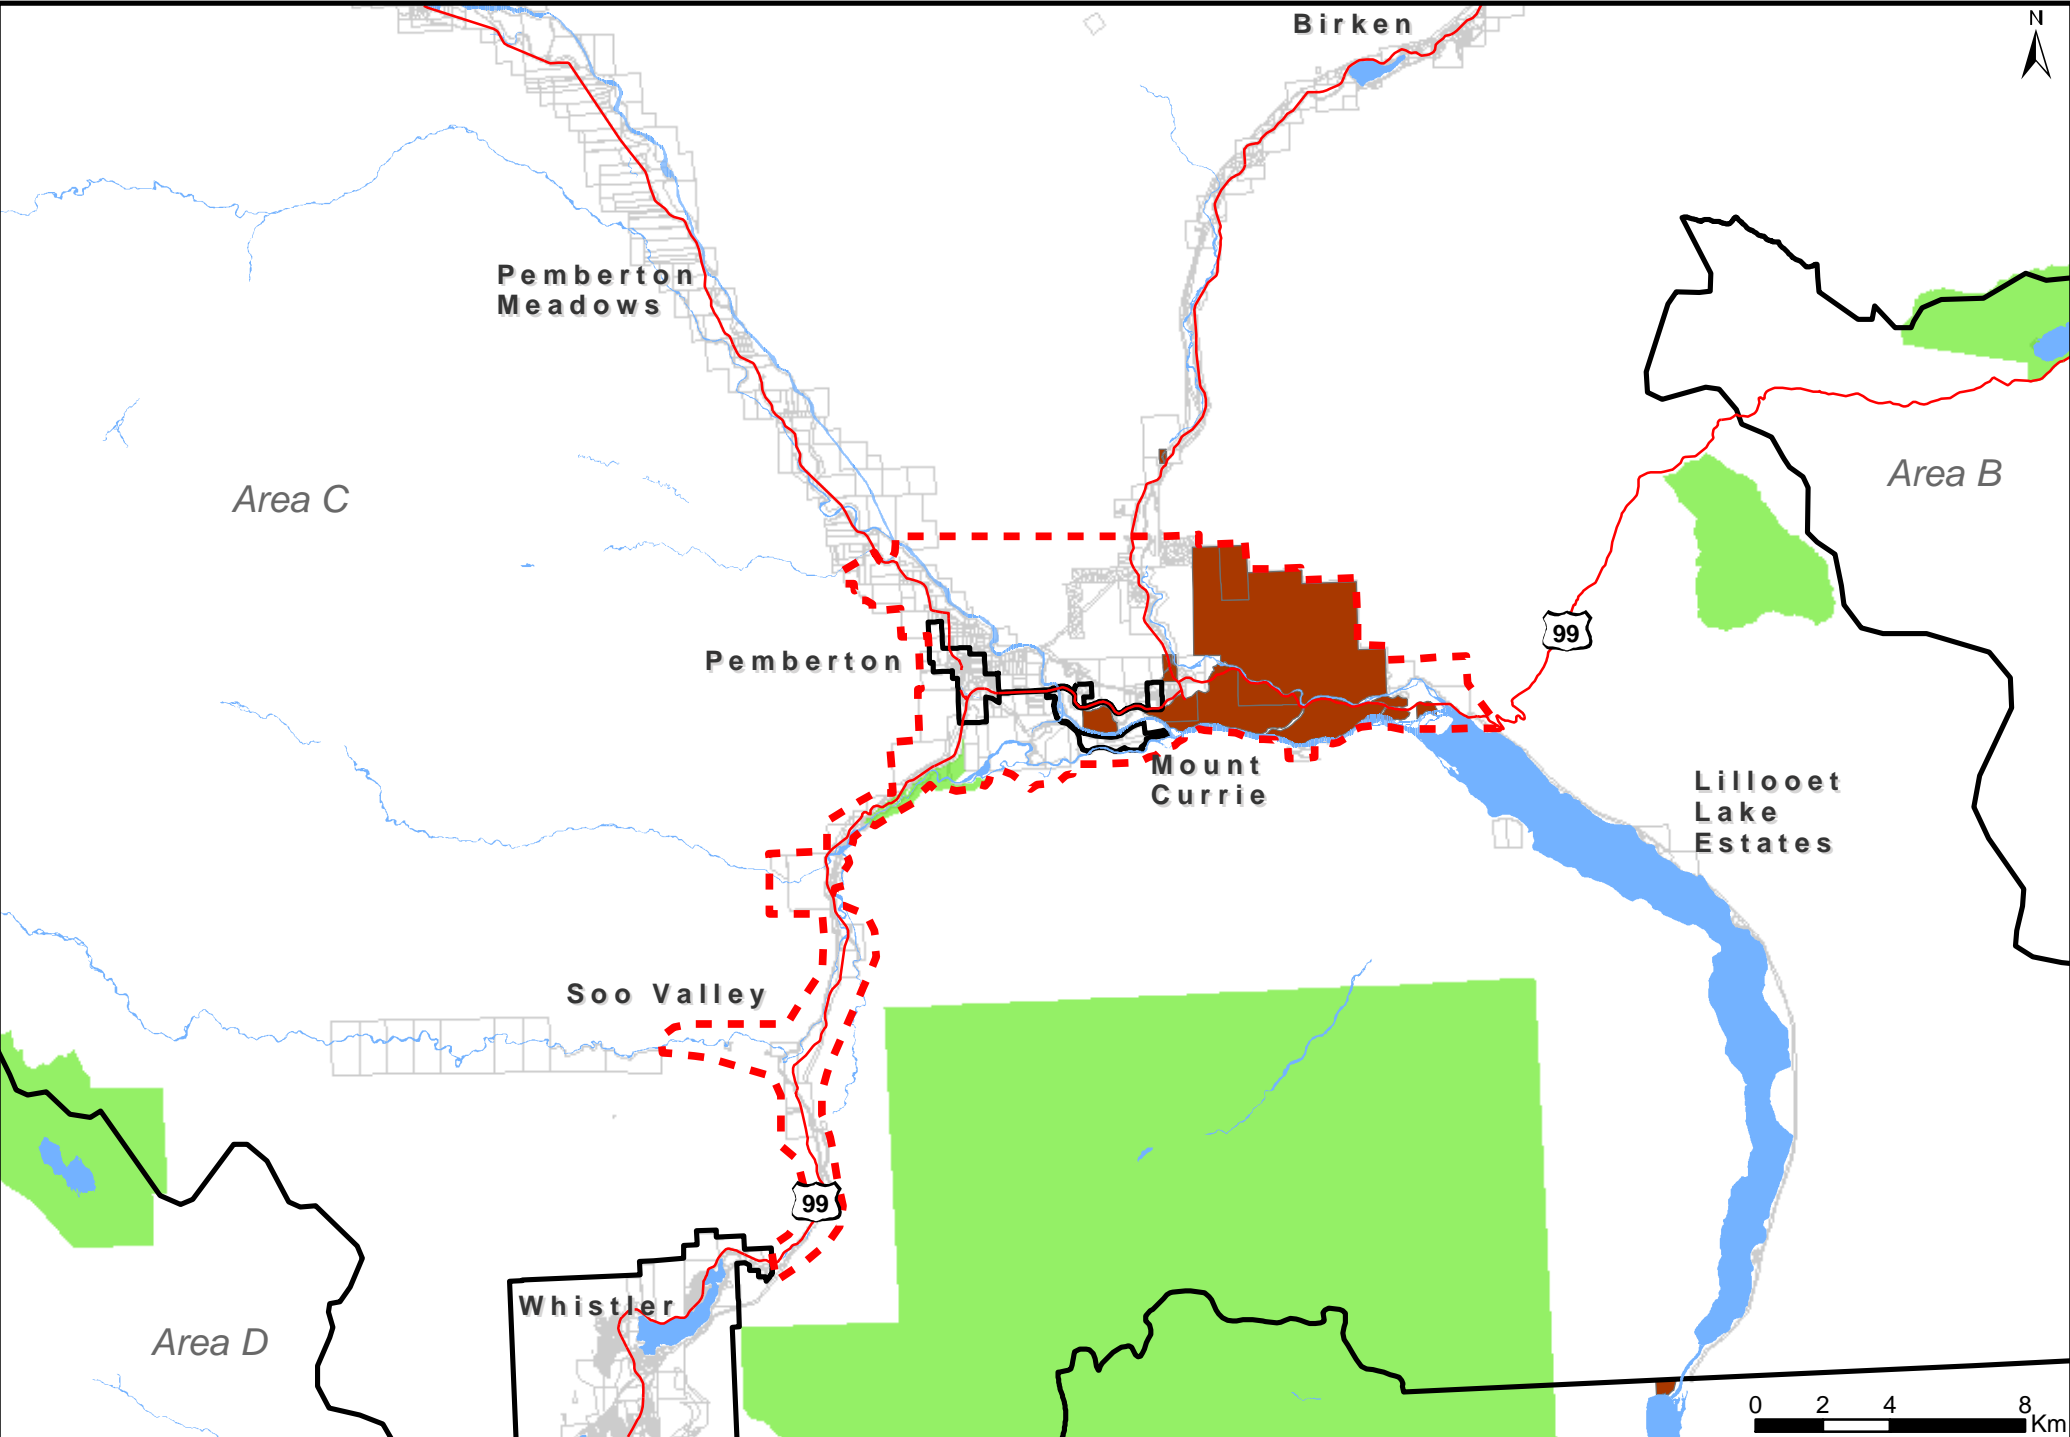 Birken
N
Pemberton
Meadows
Area C
Area B
99
Pemberton
Mount
Currie
Lillooet
Lake
Estates
Soo Valley
99
Whistler
Area D
0 2 4 8
Km